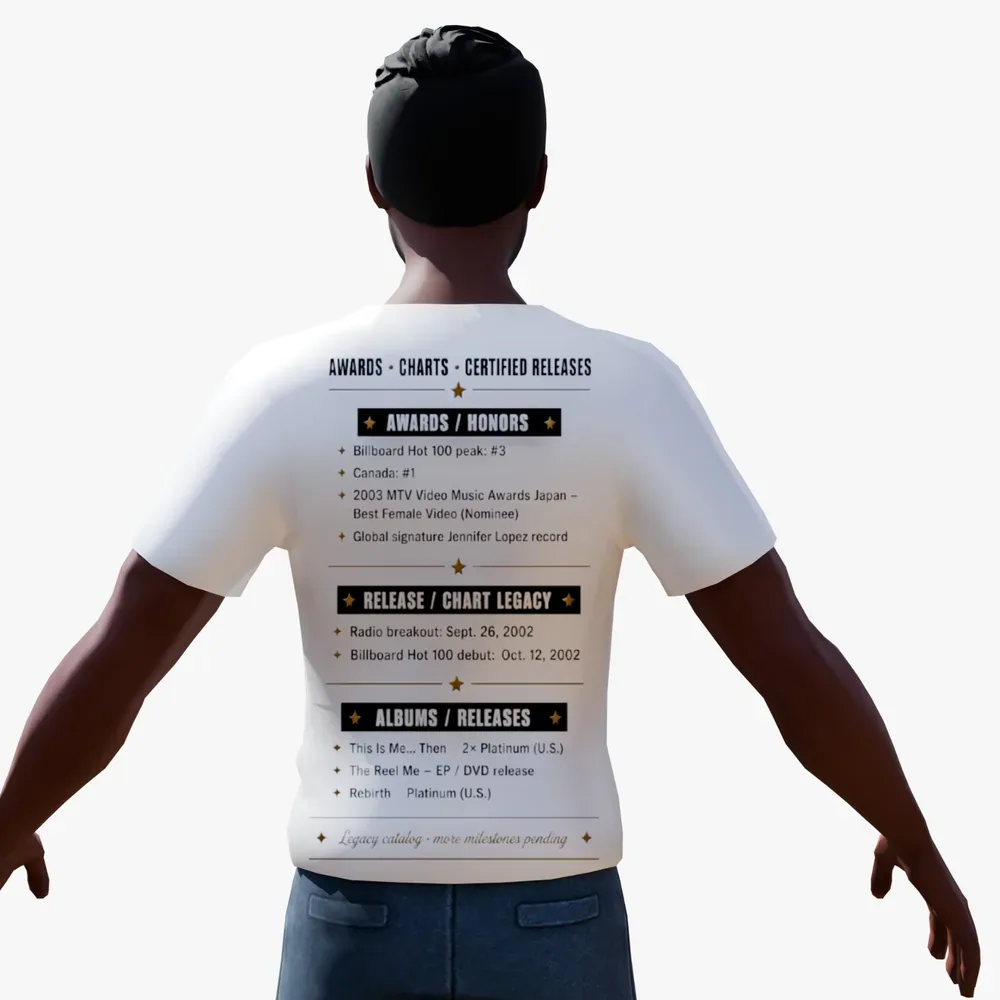 AWARDS • CHARTS • CERTIFIED RELEASES
AWARDS / HONORS
Billboard Hot 100 peak: #3
Canada: #1
2003 MTV Video Music Awards Japan –
Best Female Video (Nominee)
Global signature Jennifer Lopez record
RELEASE / CHART LEGACY
Radio breakout: Sept. 26, 2002
Billboard Hot 100 debut: Oct. 12, 2002
ALBUMS / RELEASES
This Is Me... Then 2× Platinum (U.S.)
The Reel Me – EP / DVD release
Rebirth Platinum (U.S.)
Legacy catalog - more milestones pending